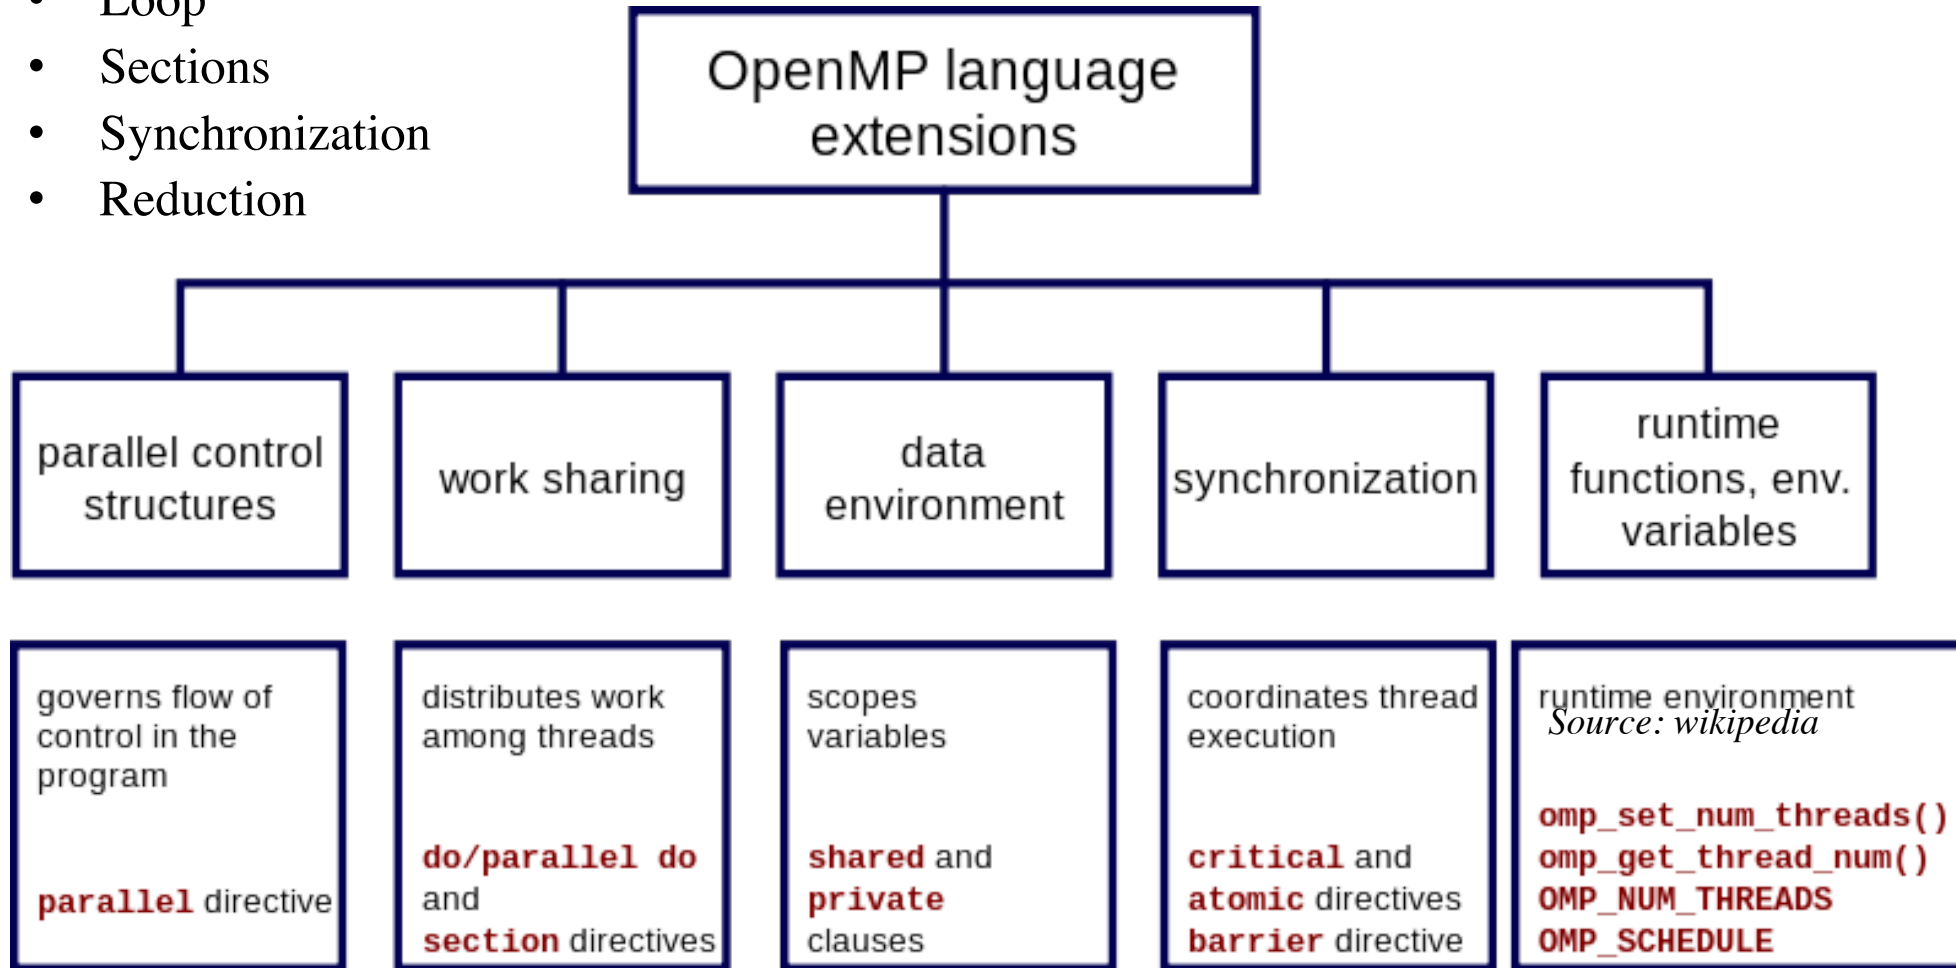 • Loop
• Sections
• Synchronization
• Reduction
OpenMP language
extensions
parallel control
structures
work sharing
data
environment
synchronization
runtime
functions, env.
variables
governs flow of
control in the
program
parallel directive
distributes work
among threads
do/parallel do
and
section directives
scopes
variables
shared and
private
clauses
coordinates thread
execution
critical and
atomic directives
barrier directive
runtime environment
Source: wikipedia
omp_set_num_threads()
omp_get_thread_num()
OMP_NUM_THREADS
OMP_SCHEDULE